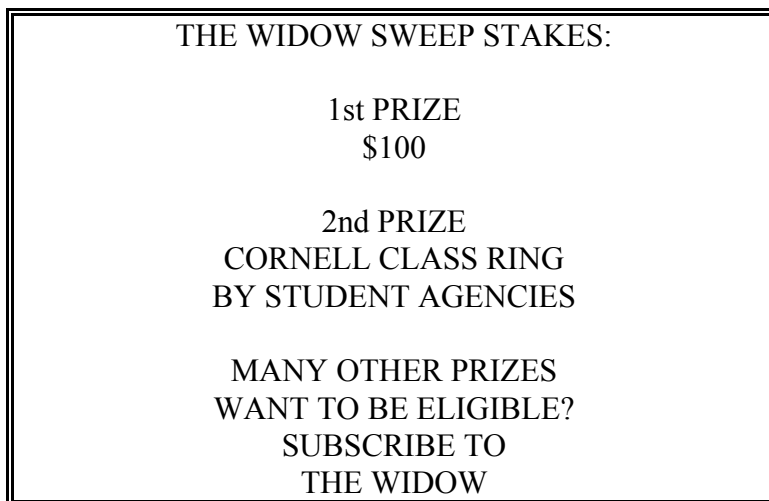 THE WIDOW SWEEP STAKES:
1st PRIZE
$100
2nd PRIZE
CORNELL CLASS RING
BY STUDENT AGENCIES
MANY OTHER PRIZES
WANT TO BE ELIGIBLE?
SUBSCRIBE TO
THE WIDOW